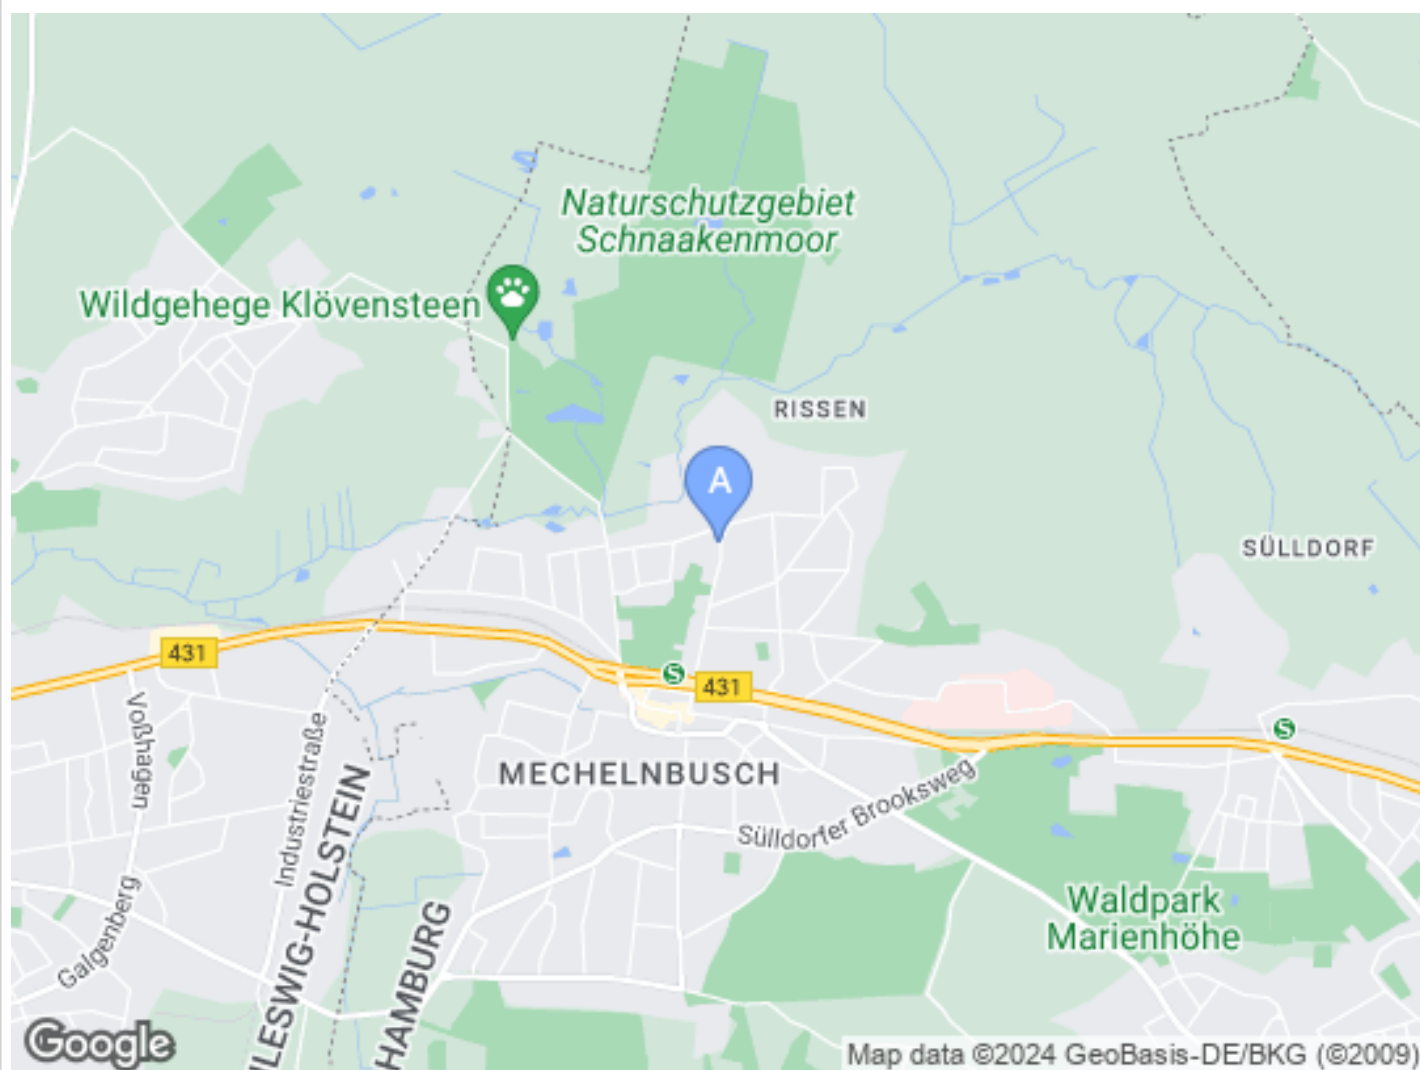 Naturschutzgebiet
Schnaakenmoor
Wildgehege Klövensteen
RISSEN
A
SÜLLDORF
431
S
431
S
Voßhagen
Industriestraße
MECHELNBUSCH
Sülldorfer Brooksweg
Galgenberg
LESWIG-HOLSTEIN
HAMBURG
Waldpark
Marienhöhe
Google
Map data ©2024 GeoBasis-DE/BKG (©2009)